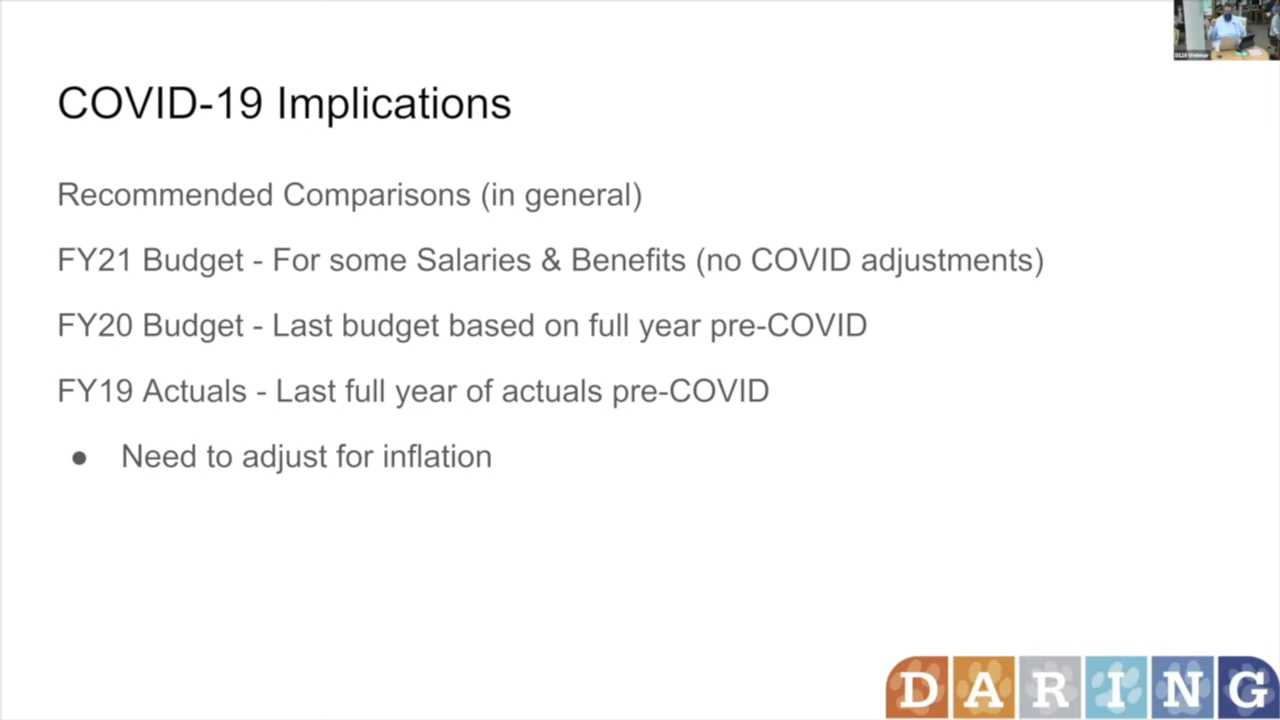 COVID-19 Implications
Recommended Comparisons (in general)
FY21 Budget - For some Salaries & Benefits (no COVID adjustments)
FY20 Budget - Last budget based on full year pre-COVID
FY19 Actuals - Last full year of actuals pre-COVID
● Need to adjust for inflation
DARING